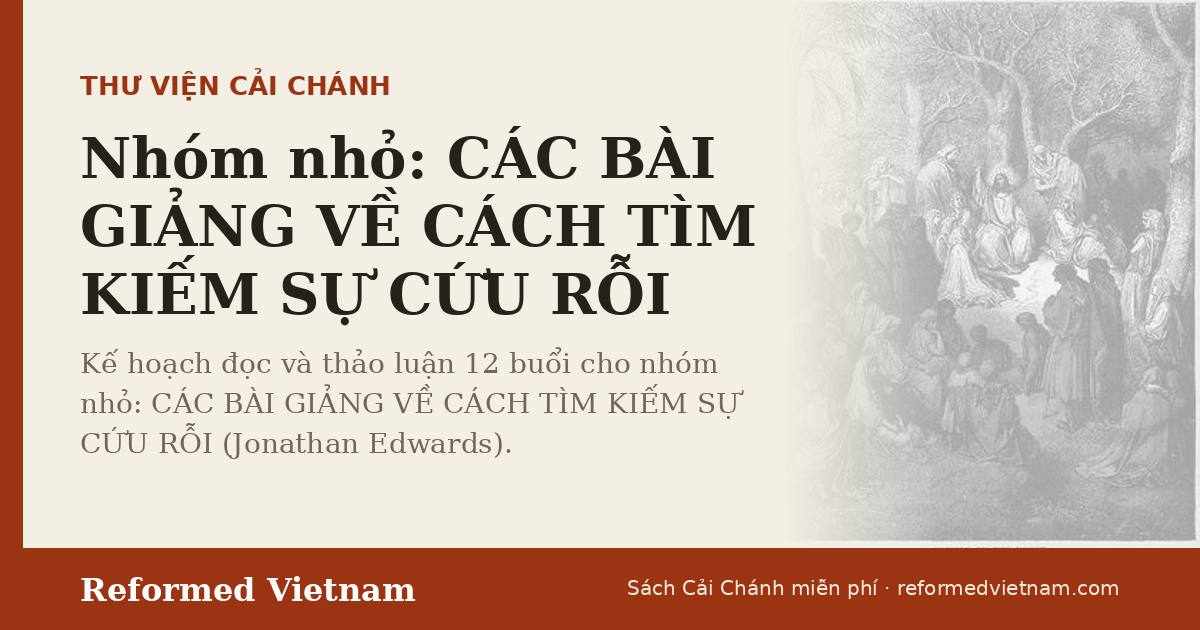 THƯ VIỆN CẢI CHÁNH
Nhóm nhỏ: CÁC BÀI
GIẢNG VỀ CÁCH TÌM
KIẾM SỰ CỨU RỖI
Kế hoạch đọc và thảo luận 12 buổi cho nhóm
nhỏ: CÁC BÀI GIẢNG VỀ CÁCH TÌM KIẾM SỰ
CỨU RỖI (Jonathan Edwards).
Reformed Vietnam
Sách Cải Chánh miễn phí · reformedvietnam.com